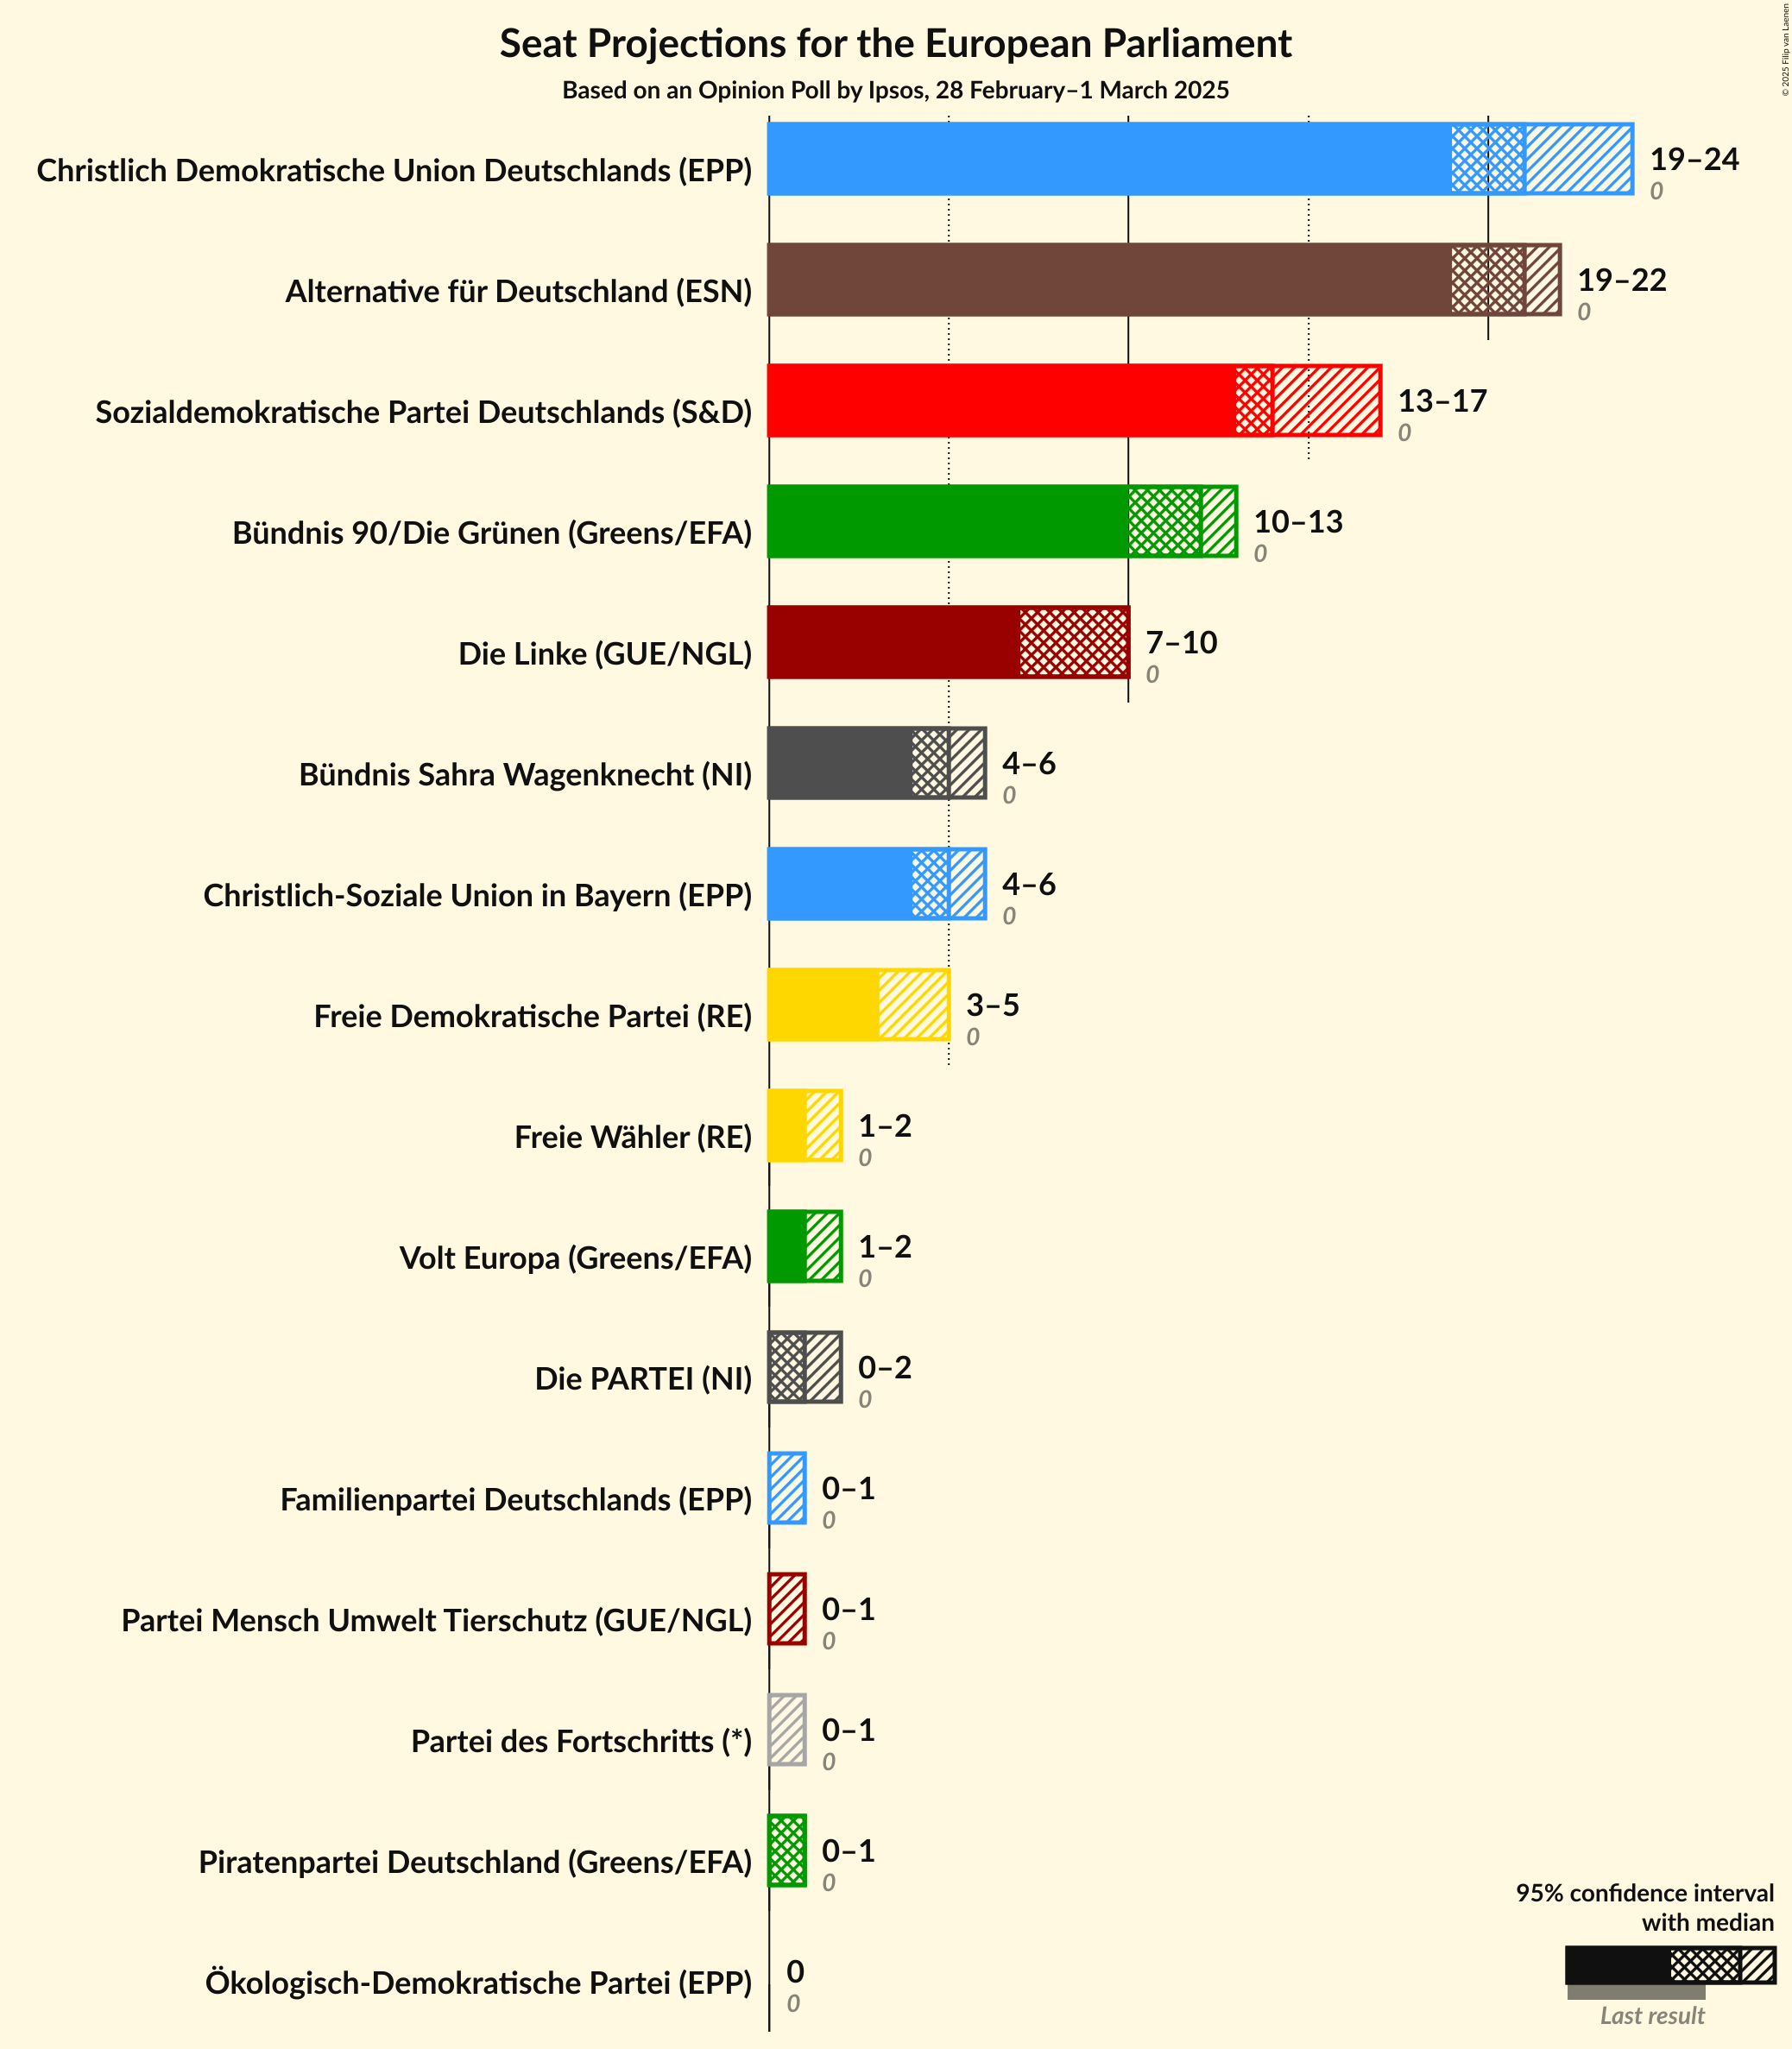 Seat Projections for the European Parliament
Based on an Opinion Poll by Ipsos, 28 February–1 March 2025
© 2025 Filip van Laenen
Christlich Demokratische Union Deutschlands (EPP)
19–24
0
Alternative für Deutschland (ESN)
19–22
0
Sozialdemokratische Partei Deutschlands (S&D)
13–17
0
Bündnis 90/Die Grünen (Greens/EFA)
10–13
0
Die Linke (GUE/NGL)
7–10
0
Bündnis Sahra Wagenknecht (NI)
4–6
0
Christlich-Soziale Union in Bayern (EPP)
4–6
0
Freie Demokratische Partei (RE)
3–5
0
Freie Wähler (RE)
1–2
0
Volt Europa (Greens/EFA)
1–2
0
Die PARTEI (NI)
0–2
0
Familienpartei Deutschlands (EPP)
0–1
0
Partei Mensch Umwelt Tierschutz (GUE/NGL)
0–1
0
Partei des Fortschritts (*)
0–1
0
Piratenpartei Deutschland (Greens/EFA)
0–1
0
Ökologisch-Demokratische Partei (EPP)
0
0
95% confidence interval
with median
Last result